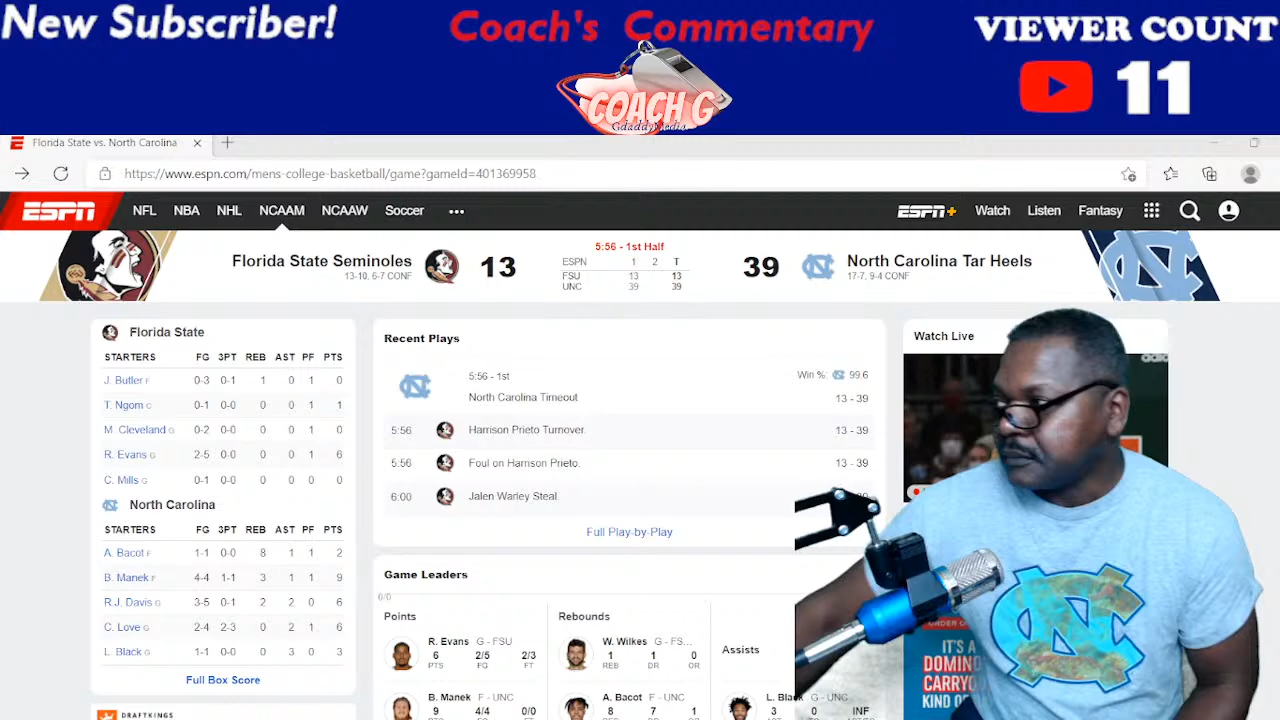 New Subscriber!
Coach's Commentary
VIEWER COUNT
11
COACH G
GdaddyMedia
Florida State vs. North Carolina
https://www.espn.com/mens-college-basketball/game?gameId=401369958
ESPN NFL NBA NHL NCAAM NCAAW Soccer ... ESPN+ Watch Listen Fantasy
Florida State Seminoles
13-10, 6-7 CONF
13
5:56 - 1st Half
ESPN 1 2 T
FSU 13 13
UNC 39 39
39
North Carolina Tar Heels
17-7, 9-4 CONF
Florida State
STARTERS FG 3PT REB AST PF PTS
J. Butler F 0-3 0-1 1 0 1 0
T. Ngom C 0-1 0-0 0 0 1 1
M. Cleveland G 0-2 0-0 0 0 1 0
R. Evans G 2-5 0-0 0 0 1 6
C. Mills G 0-1 0-0 0 0 0 0
North Carolina
STARTERS FG 3PT REB AST PF PTS
A. Bacot F 1-1 0-0 8 1 1 2
B. Manek F 4-4 1-1 3 1 1 9
R.J. Davis G 3-5 0-1 2 2 0 6
C. Love G 2-4 2-3 0 2 1 6
L. Black G 1-1 0-0 0 3 0 3
Full Box Score
DRAFTKINGS
Recent Plays
5:56 - 1st
Win %: 99.6
North Carolina Timeout
13 - 39
5:56 Harrison Prieto Turnover. 13 - 39
5:56 Foul on Harrison Prieto. 13 - 39
6:00 Jalen Warley Steal.
Full Play-by-Play
Game Leaders
0/0
Points
R. Evans G - FSU
6 2/5 2/3
PTS FG FT
B. Manek F - UNC
9 4/4 0/0
Rebounds
W. Wilkes G - FS...
1 1 0
REB DR OR
A. Bacot F - UNC
8 7 1
Assists
L. Black G - UNC
3 0 INF
Watch Live
IT'S A
DOMINO
CARRYO
KIND OF
NC